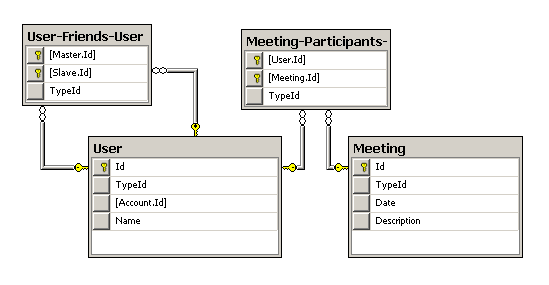 User-Friends-User
[Master.Id]
[Slave.Id]
TypeId
Meeting-Participants-
[User.Id]
[Meeting.Id]
TypeId
User
Id
TypeId
[Account.Id]
Name
Meeting
Id
TypeId
Date
Description